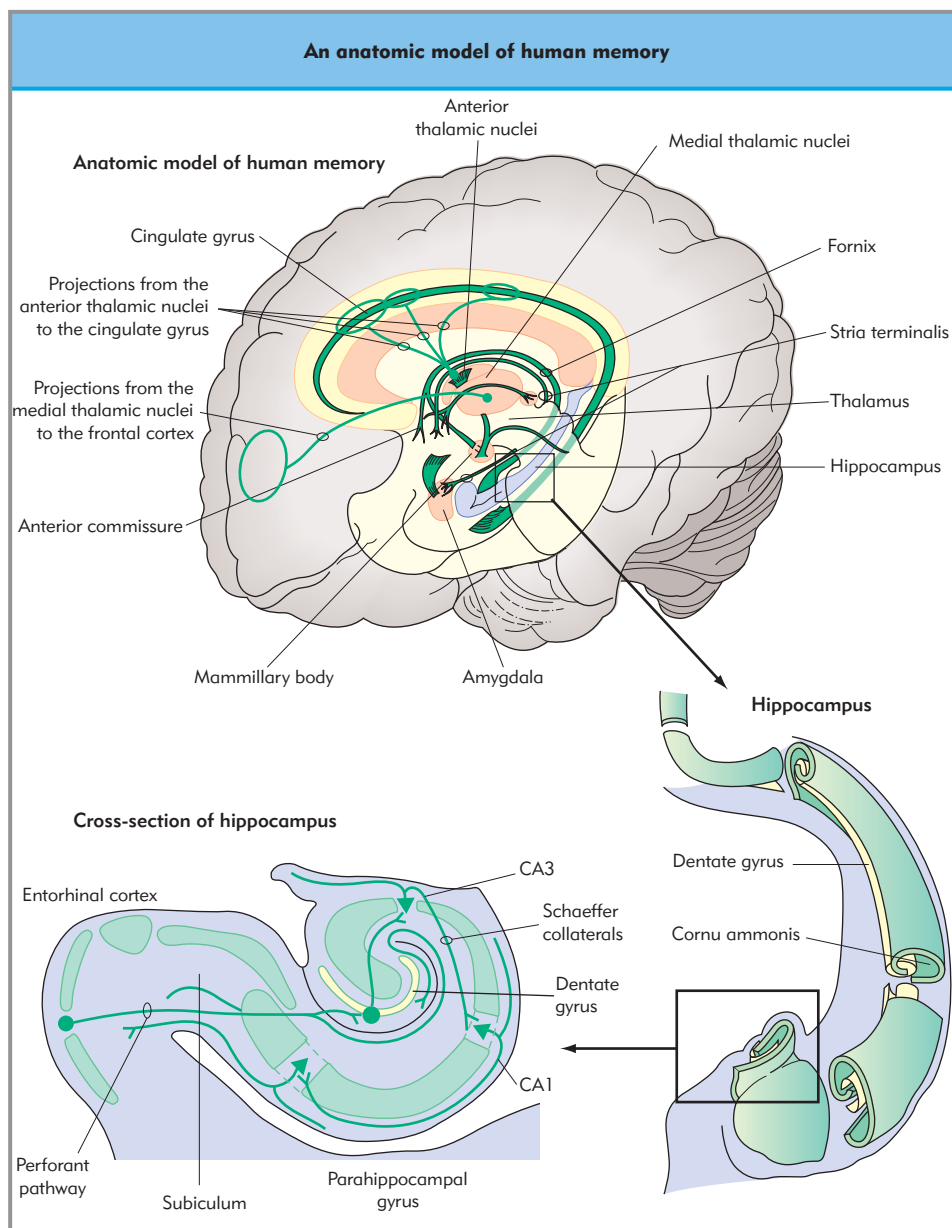 An anatomic model of human memory
Anatomic model of human memory
Anterior
thalamic nuclei
Medial thalamic nuclei
Cingulate gyrus
Fornix
Projections from the
anterior thalamic nuclei
to the cingulate gyrus
Stria terminalis
Projections from the
medial thalamic nuclei
to the frontal cortex
Thalamus
Hippocampus
Anterior commissure
Mammillary body
Amygdala
Hippocampus
Cross-section of hippocampus
Dentate gyrus
CA3
Entorhinal cortex
Schaeffer
collaterals
Cornu ammonis
Dentate
gyrus
CA1
Perforant
pathway
Subiculum
Parahippocampal
gyrus